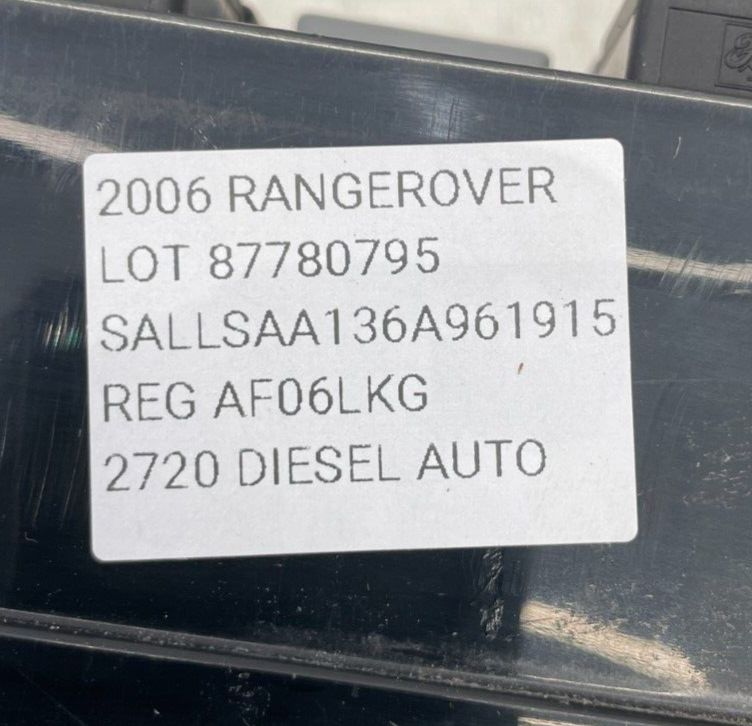 2006 RANGEROVER
LOT 87780795
SALLSAA136A961915
REG AF06LKG
2720 DIESEL AUTO